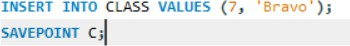 INSERT INTO CLASS VALUES (7, 'Bravo');
SAVEPOINT C;